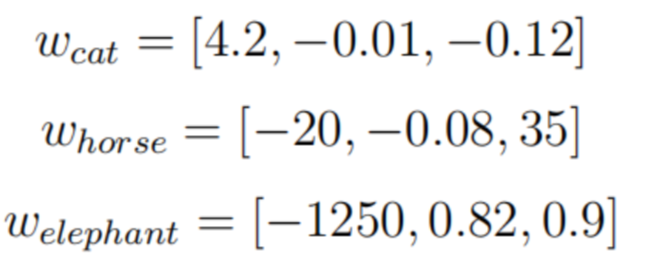 w_cat = [4.2, −0.01, −0.12]
w_horse = [−20, −0.08, 35]
w_elephant = [−1250, 0.82, 0.9]